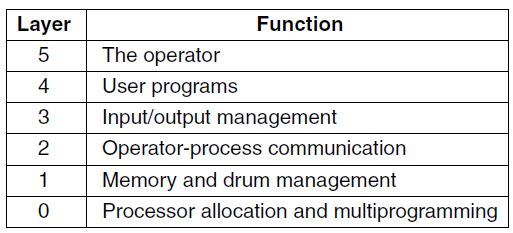 Layer Function
5 The operator
4 User programs
3 Input/output management
2 Operator-process communication
1 Memory and drum management
0 Processor allocation and multiprogramming